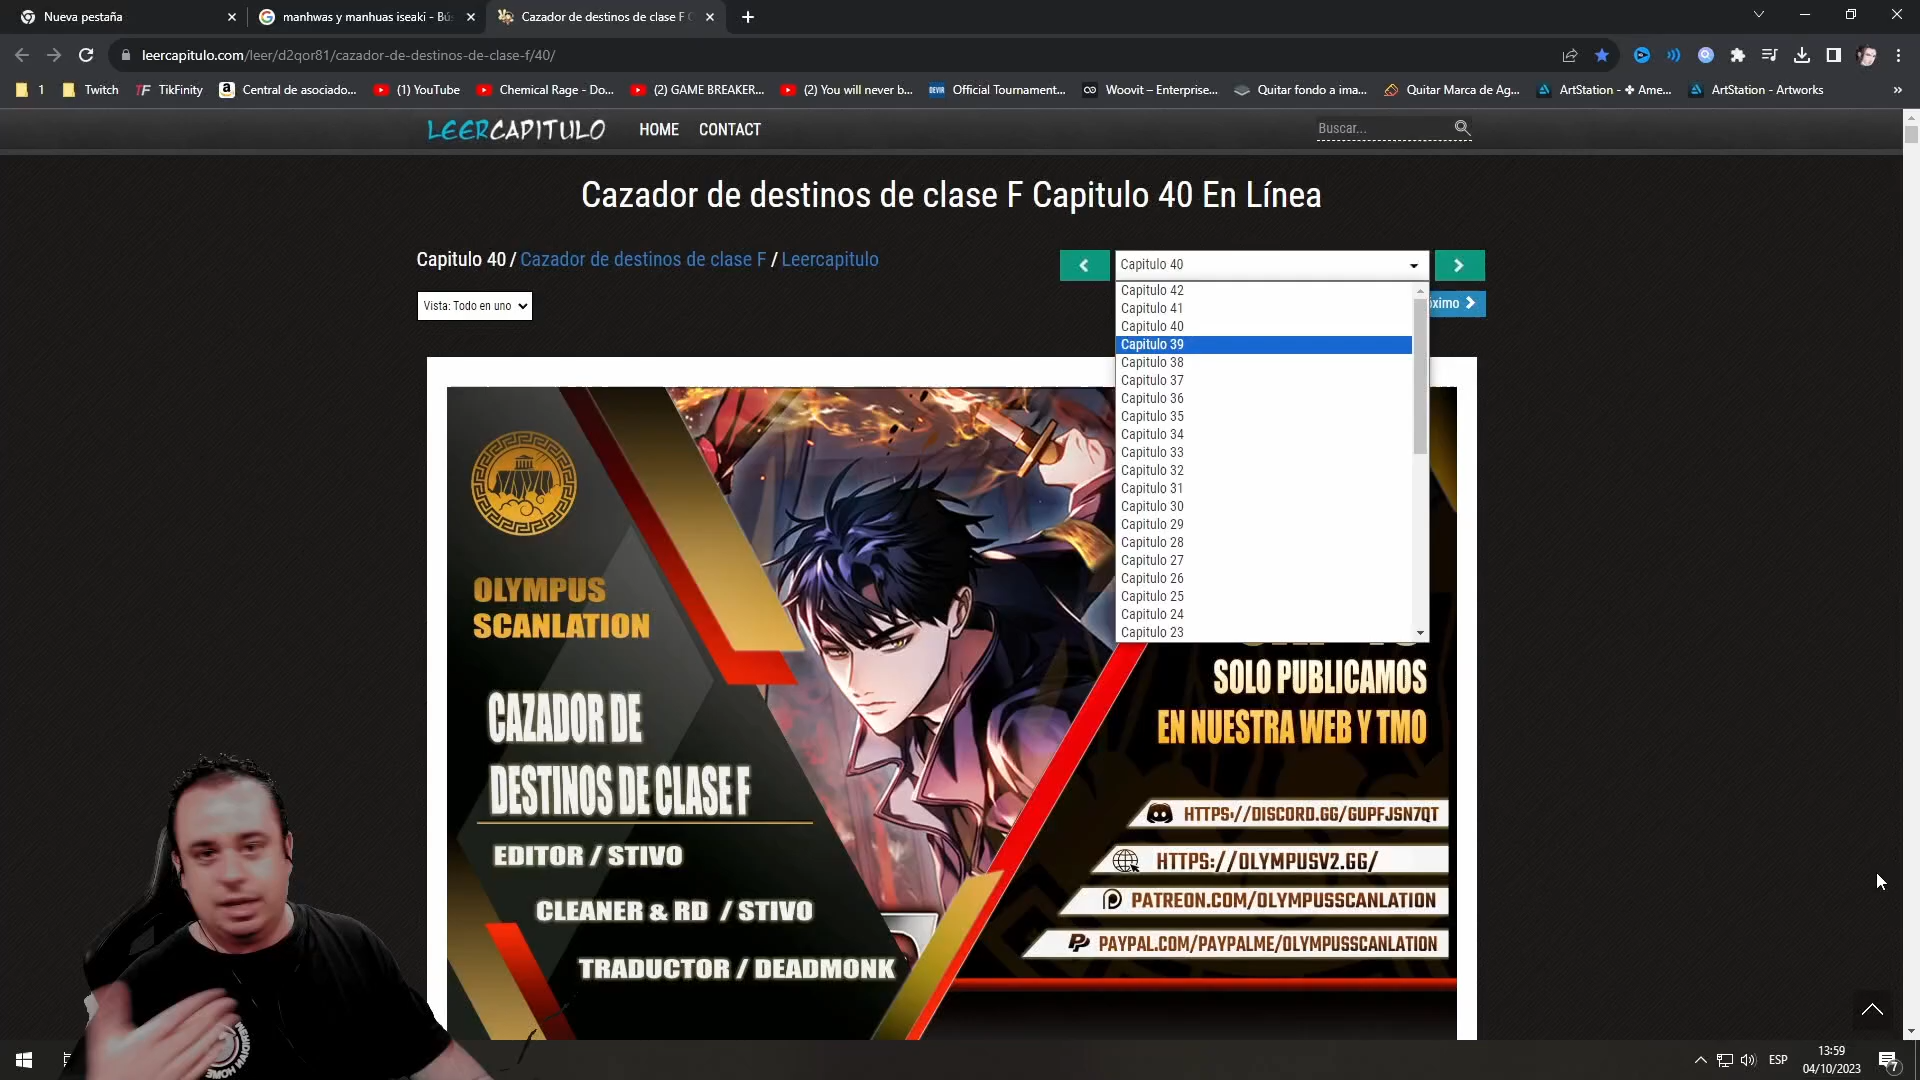 Nueva pestaña
manhwas y manhuas iseaki - Bús
Cazador de destinos de clase F C
leercapitulo.com/leer/d2qor81/cazador-de-destinos-de-clase-f/40/
1
Twitch
TikFinity
Central de asociado...
(1) YouTube
Chemical Rage - Do...
(2) GAME BREAKER...
(2) You will never b...
Official Tournament...
Woovit – Enterprise...
Quitar fondo a ima...
Quitar Marca de Ag...
ArtStation - ✤ Ame...
ArtStation - Artworks
»
LEERCAPITULO
HOME
CONTACT
Buscar...
Cazador de destinos de clase F Capitulo 40 En Línea
Capitulo 40 / Cazador de destinos de clase F / Leercapitulo
Capitulo 40
Vista: Todo en uno
óximo
Capitulo 42
Capitulo 41
Capitulo 40
Capitulo 39
Capitulo 38
Capitulo 37
Capitulo 36
Capitulo 35
Capitulo 34
Capitulo 33
Capitulo 32
Capitulo 31
Capitulo 30
Capitulo 29
Capitulo 28
Capitulo 27
Capitulo 26
Capitulo 25
Capitulo 24
Capitulo 23
OLYMPUS
SCANLATION
CAZADOR DE
DESTINOS DE CLASE F
EDITOR / STIVO
CLEANER & RD / STIVO
TRADUCTOR / DEADMONK
SOLO PUBLICAMOS
EN NUESTRA WEB Y TMO
HTTPS://DISCORD.GG/GUPFJSN7QT
HTTPS://OLYMPUSV2.GG/
PATREON.COM/OLYMPUSSCANLATION
PAYPAL.COM/PAYPALME/OLYMPUSSCANLATION
ESP
13:59
04/10/2023
7